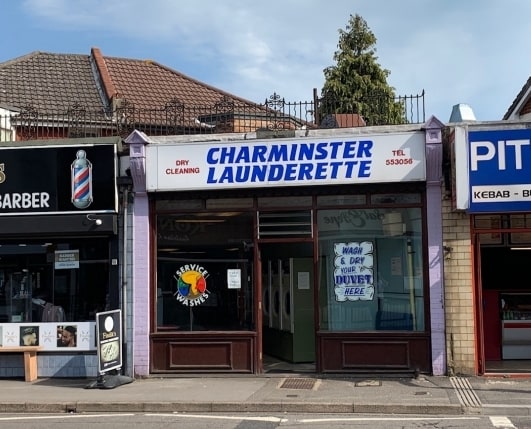 BARBER
DRY
CLEANING
CHARMINSTER
LAUNDERETTE
TEL
553056
PIT
KEBAB - B
SERVICE
WASHES
WASH
& DRY
YOUR
DUVET
HERE